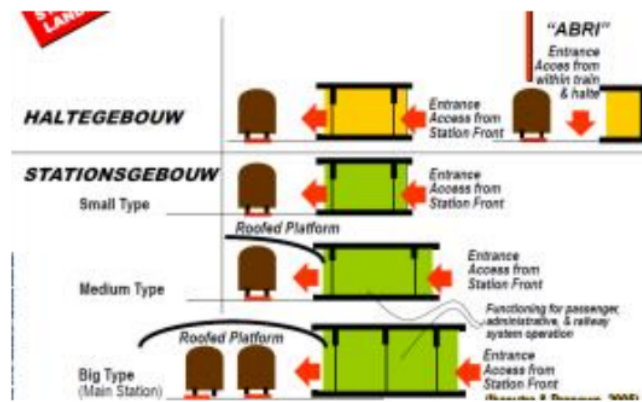 "ABRI"
Entrance
Acces from
within train
& halte
HALTEGEBOUW
Entrance
Access from
Station Front
STATIONSGEBOUW
Small Type
Entrance
Access from
Station Front
Roofed Platform
Medium Type
Entrance
Access from
Station Front
Functioning for passenger,
administrative, & railway
system operation
Roofed Platform
Big Type
(Main Station)
Entrance
Access from
Station Front